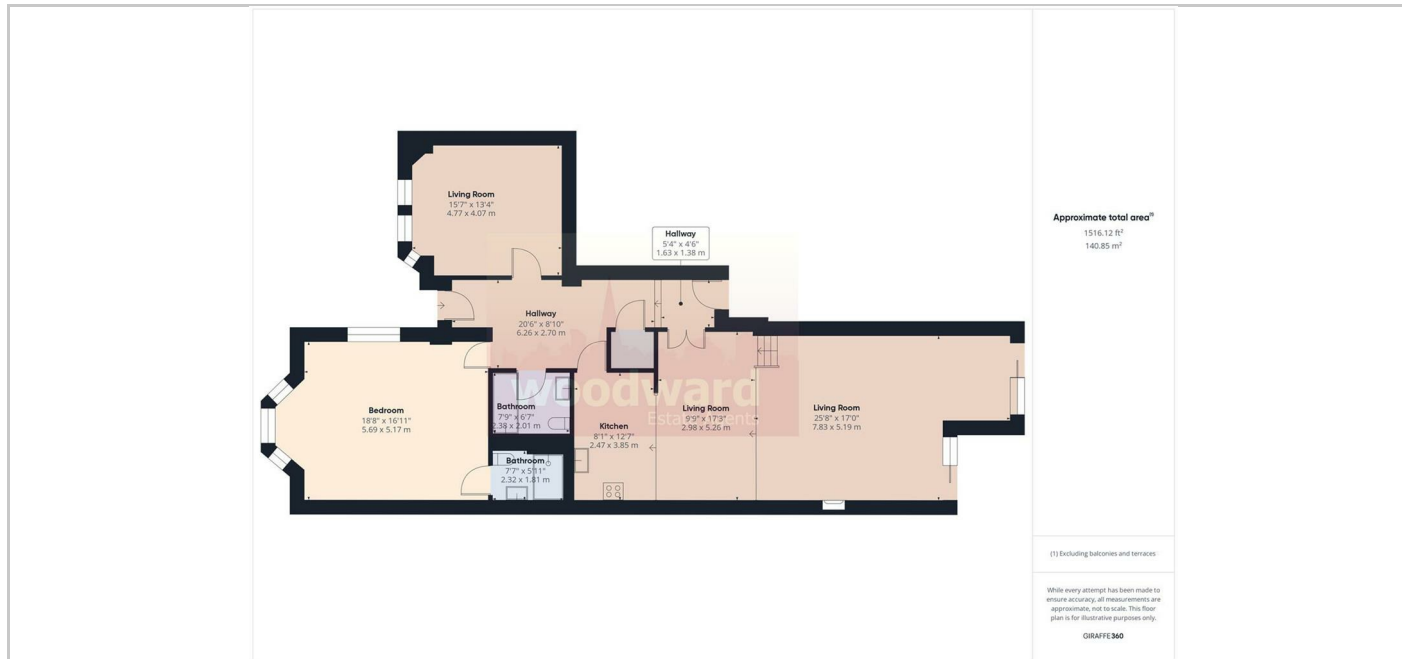 Living Room
15'7" x 13'4"
4.77 x 4.07 m
Hallway
5'4" x 4'6"
1.63 x 1.38 m
Hallway
20'6" x 8'10"
6.26 x 2.70 m
Bedroom
18'8" x 16'11"
5.69 x 5.17 m
Bathroom
7'9" x 6'7"
2.38 x 2.01 m
Bathroom
7'7" x 5'11"
2.32 x 1.81 m
Kitchen
8'1" x 12'7"
2.47 x 3.85 m
Living Room
9'9" x 17'3"
2.98 x 5.26 m
Living Room
25'8" x 17'0"
7.83 x 5.19 m
woodward
Estate Agents
Approximate total area⁽¹⁾
1516.12 ft²
140.85 m²
(1) Excluding balconies and terraces
While every attempt has been made to
ensure accuracy, all measurements are
approximate, not to scale. This floor
plan is for illustrative purposes only.
GIRAFFE360